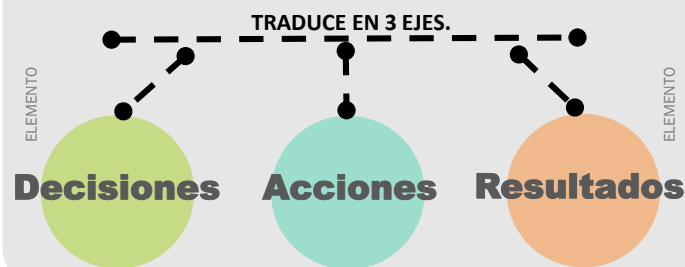 TRADUCE EN 3 EJES.
ELEMENTO
ELEMENTO
Decisiones
Acciones
Resultados